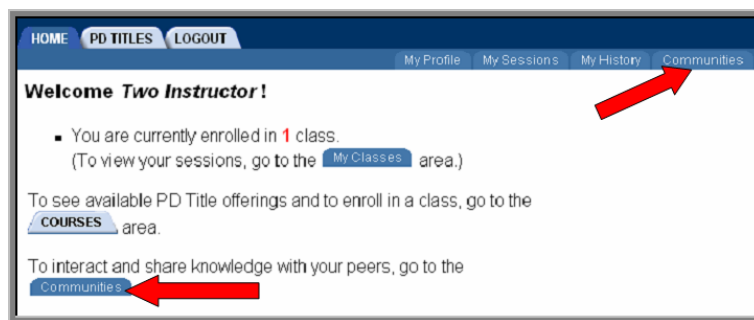 HOME PD TITLES LOGOUT
My Profile My Sessions My History Communities
Welcome Two Instructor!
You are currently enrolled in 1 class.
(To view your sessions, go to the My Classes area.)
To see available PD Title offerings and to enroll in a class, go to the
COURSES area.
To interact and share knowledge with your peers, go to the
Communities